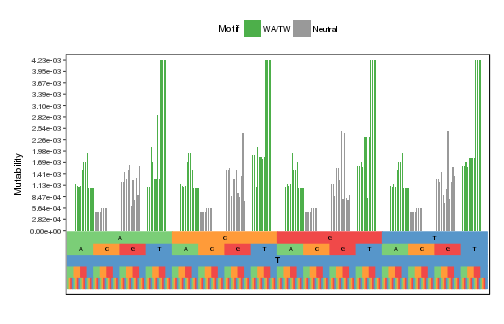 Motif WA/TW Neutral
4.23e−03
3.95e−03
3.67e−03
3.39e−03
3.10e−03
2.82e−03
2.54e−03
2.26e−03
1.98e−03
1.69e−03
1.41e−03
1.13e−03
8.47e−04
5.64e−04
2.82e−04
0.00e+00
Mutability
A C G T
A C G T A C G T A C G T A C G T
T